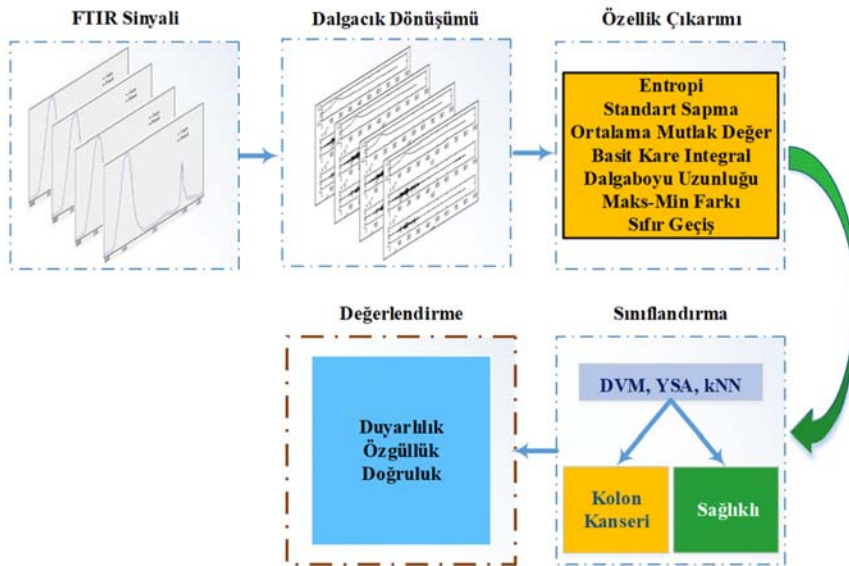 FTIR Sinyali
Dalgacık Dönüşümü
Özellik Çıkarımı
Entropi
Standart Sapma
Ortalama Mutlak Değer
Basit Kare Integral
Dalgaboyu Uzunluğu
Maks-Min Farkı
Sıfır Geçiş
Değerlendirme
Sınıflandırma
Duyarlılık
Özgüllük
Doğruluk
DVM, YSA, kNN
Kolon
Kanseri
Sağlıklı